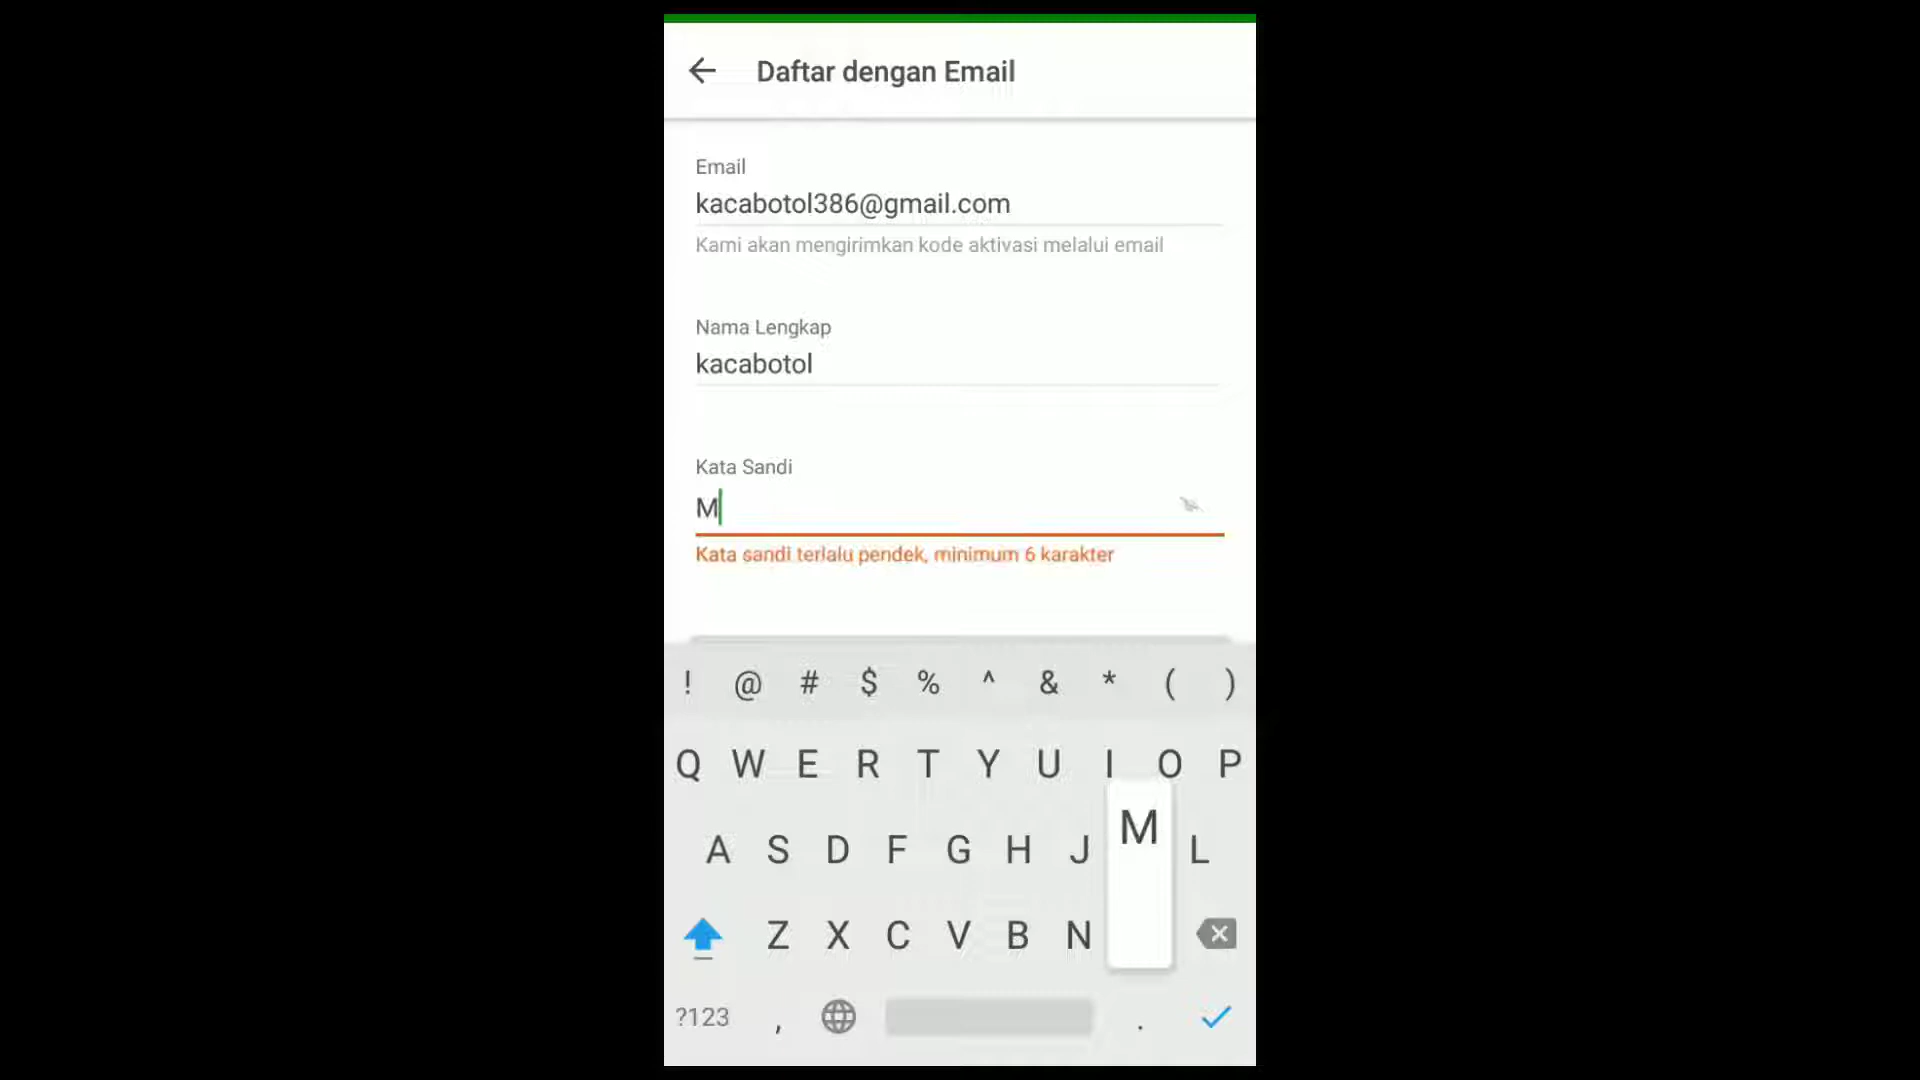 Daftar dengan Email
Email
kacabotol386@gmail.com
Kami akan mengirimkan kode aktivasi melalui email
Nama Lengkap
kacabotol
Kata Sandi
M
Kata sandi terlalu pendek, minimum 6 karakter
! @ # $ % ^ & * ( )
Q W E R T Y U I O P
A S D F G H J M L
Z X C V B N
?123 , .